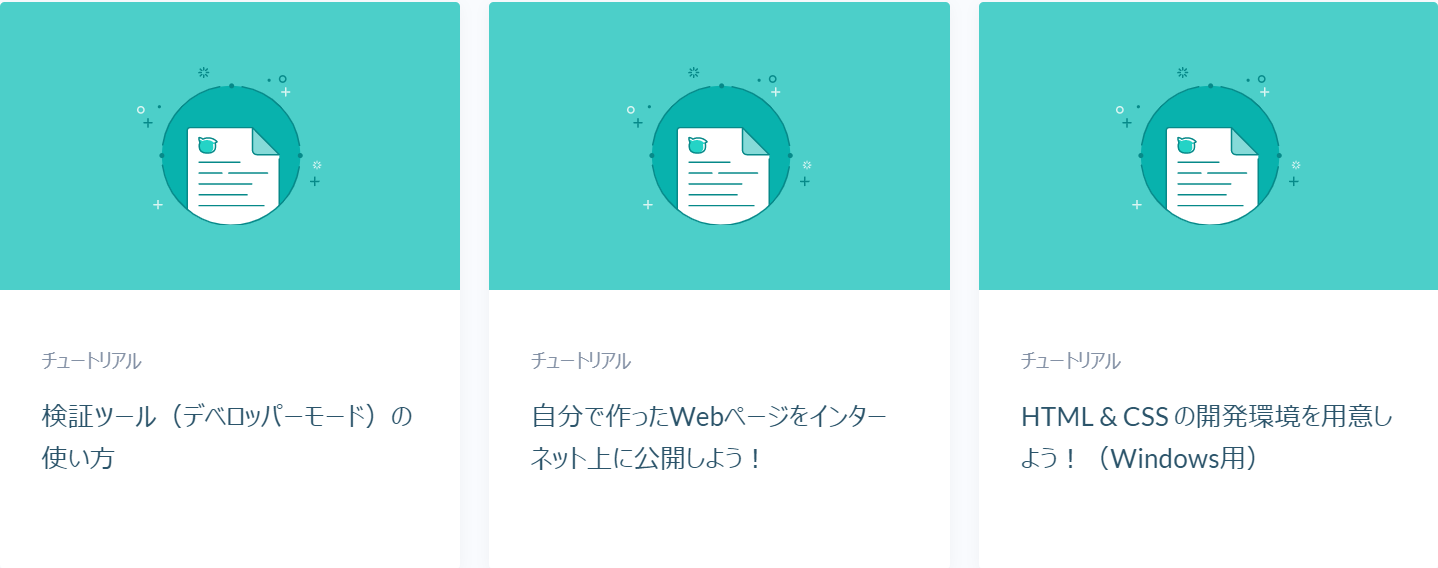 チュートリアル
検証ツール（デベロッパーモード）の
使い方
チュートリアル
自分で作ったWebページをインター
ネット上に公開しよう！
チュートリアル
HTML & CSS の開発環境を用意し
よう！（Windows用）